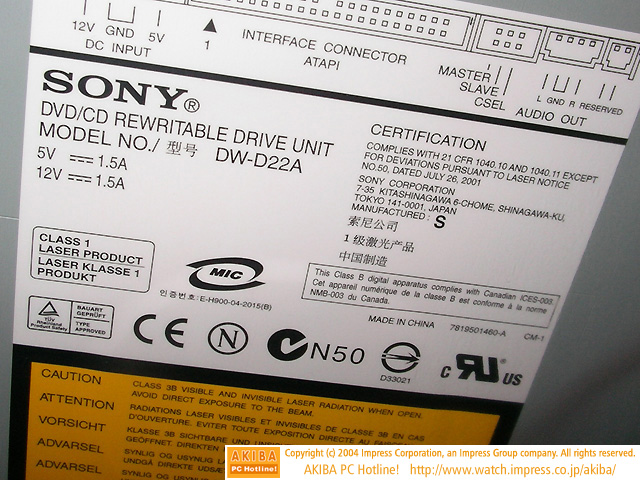 12V GND 5V
DC INPUT
1
INTERFACE CONNECTOR
ATAPI
MASTER
SLAVE
CSEL
L GND R RESERVED
AUDIO OUT
SONY®
DVD/CD REWRITABLE DRIVE UNIT
MODEL NO./ 型号 DW-D22A
5V ⎓ 1.5A
12V ⎓ 1.5A
CERTIFICATION
COMPLIES WITH 21 CFR 1040.10 AND 1040.11 EXCEPT
FOR DEVIATIONS PURSUANT TO LASER NOTICE
NO.50, DATED JULY 26, 2001
SONY CORPORATION
7-35 KITASHINAGAWA 6-CHOME, SHINAGAWA-KU,
TOKYO 141-0001, JAPAN
MANUFACTURED : S
索尼公司
1级激光产品
中国制造
CLASS 1
LASER PRODUCT
LASER KLASSE 1
PRODUKT
MIC
인증번호: E-H900-04-2015(B)
This Class B digital apparatus complies with Canadian ICES-003.
Cet appareil numérique de la classe B est conforme à la norme
NMB-003 du Canada.
MADE IN CHINA 7819501460-A CM-1
TÜV
Rheinland
Product Safety
BAUART
GEPRÜFT
TYPE
APPROVED
CE
N
N50
D33021
c RU® US
CAUTION
CLASS 3B VISIBLE AND INVISIBLE LASER RADIATION WHEN OPEN.
AVOID DIRECT EXPOSURE TO THE BEAM.
ATTENTION
RADIATIONS LASER VISIBLES ET INVISIBLES DE CLASSE 3B EN CAS
D'OUVERTURE. EVITER TOUTE EXPOSITION DIRECTE AU
VORSICHT
KLASSE 3B SICHTBARE UND
GEÖFFNET. DIREKTEN
ADVARSEL
SYNLIG OG USYNLIG
UNDGÅ DIREKTE
ADVARSEL
SYNLIG OG USYNLIG
AKIBA
PC Hotline!
Copyright (c) 2004 Impress Corporation, an Impress Group company. All rights reserved.
AKIBA PC Hotline! http://www.watch.impress.co.jp/akiba/